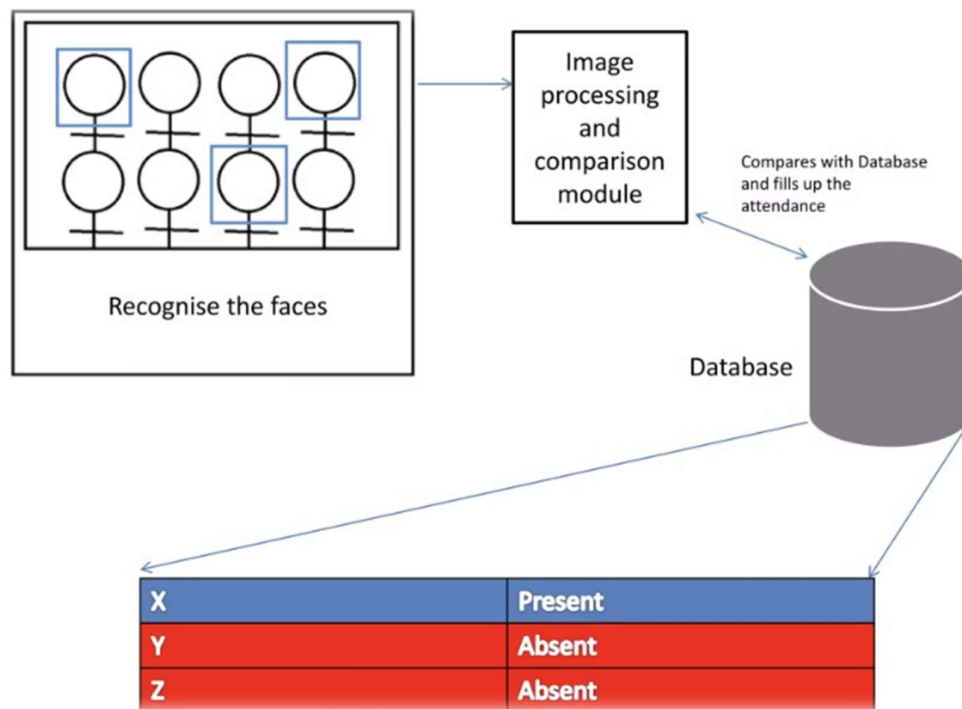 Recognise the faces
Image
processing
and
comparison
module
Compares with Database
and fills up the
attendance
Database
X Present
Y Absent
Z Absent